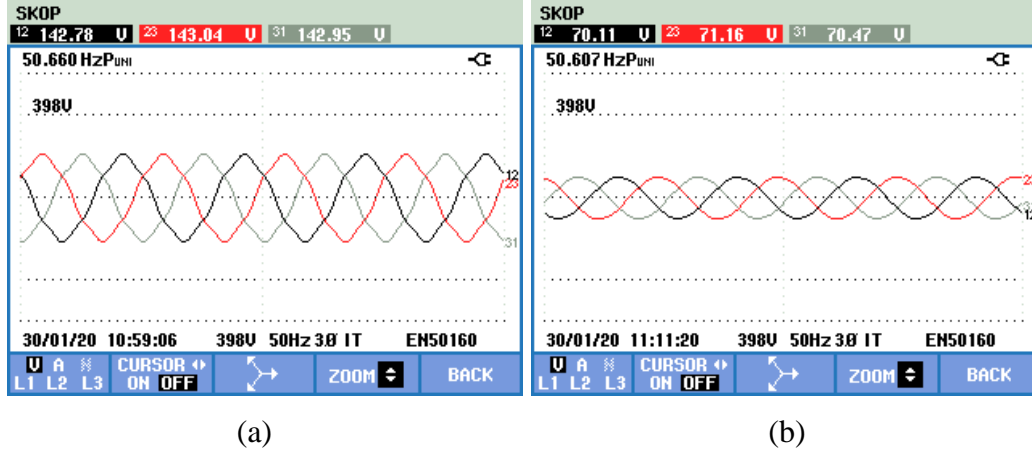 SKOP
12 142.78 V 23 143.04 V 31 142.95 V
50.660 HzPUNI
398V
12
23
31
30/01/20 10:59:06 398V 50Hz 3.Ø IT EN50160
V A
L1 L2 L3
CURSOR
ON OFF
ZOOM
BACK
(a)
SKOP
12 70.11 V 23 71.16 V 31 70.47 V
50.607 HzPUNI
398V
23
31
12
30/01/20 11:11:20 398V 50Hz 3.Ø IT EN50160
V A
L1 L2 L3
CURSOR
ON OFF
ZOOM
BACK
(b)